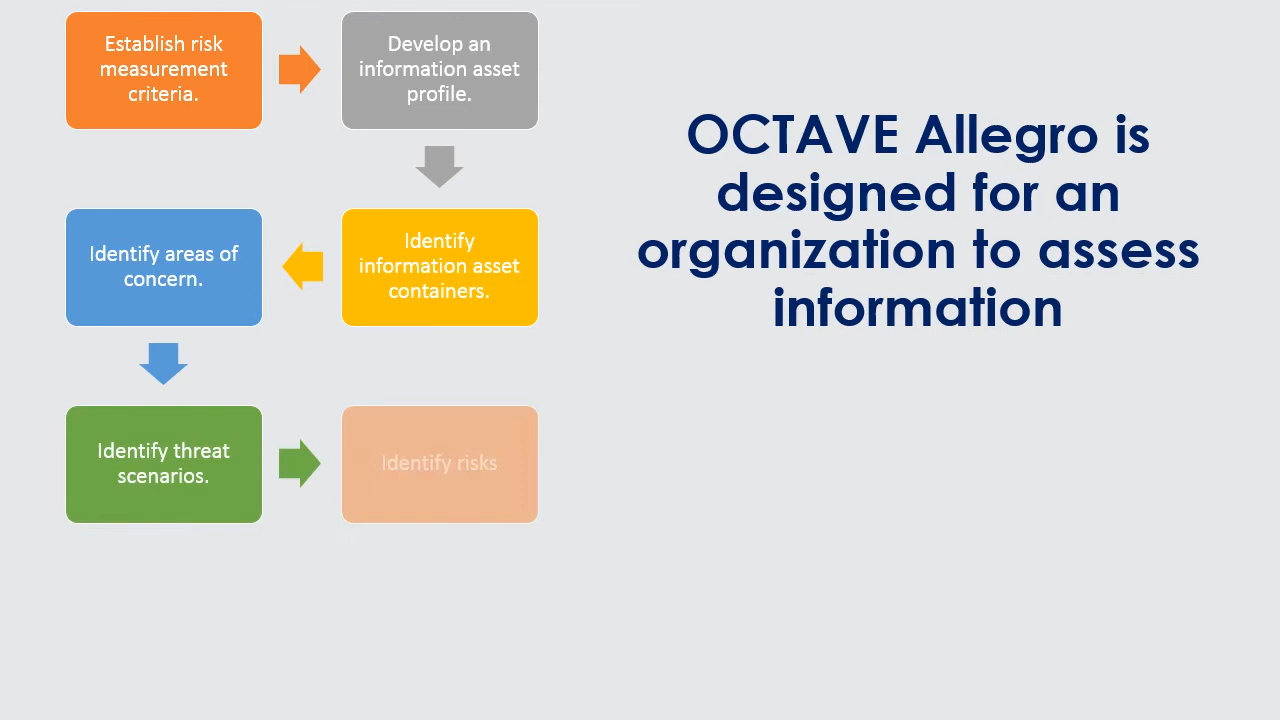 Establish risk
measurement
criteria.
Develop an
information asset
profile.
Identify
information asset
containers.
Identify areas of
concern.
Identify threat
scenarios.
Identify risks
OCTAVE Allegro is
designed for an
organization to assess
information